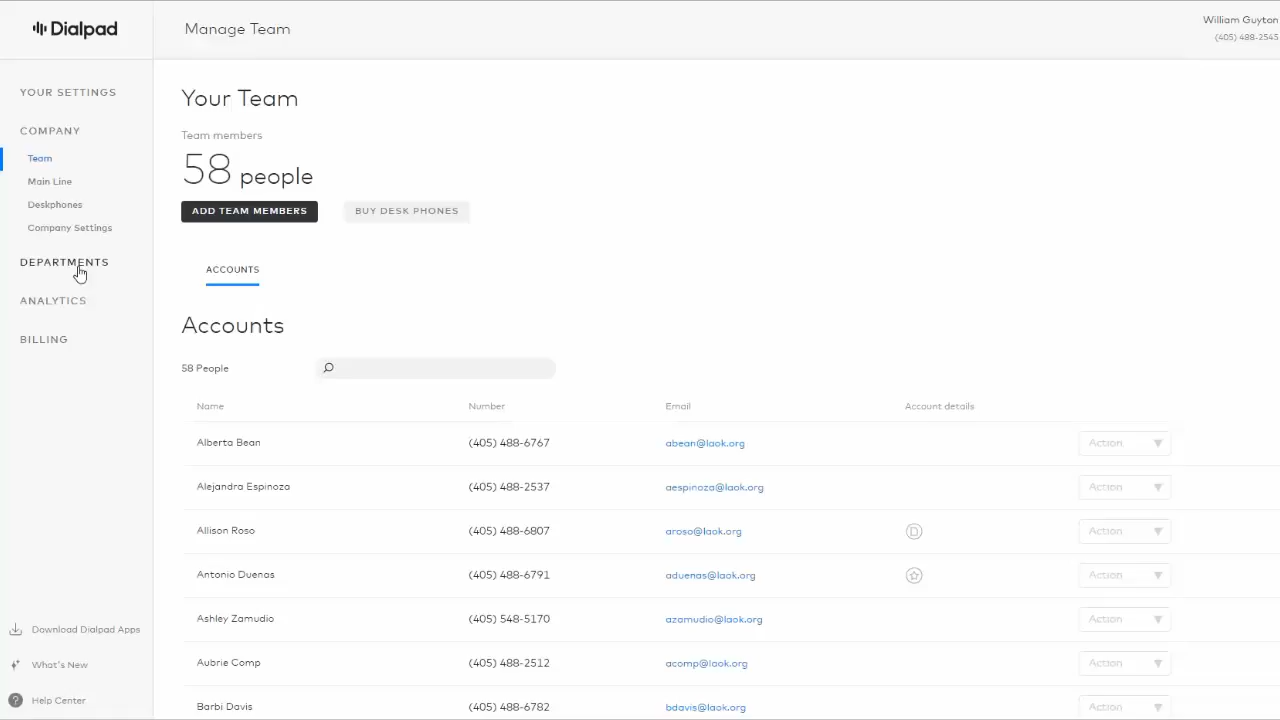 Dialpad
Manage Team
William Guyton
(405) 488-2545
YOUR SETTINGS
COMPANY
Team
Main Line
Deskphones
Company Settings
DEPARTMENTS
ANALYTICS
BILLING
Download Dialpad Apps
What's New
Help Center
Your Team
Team members
58 people
ADD TEAM MEMBERS BUY DESK PHONES
ACCOUNTS
Accounts
58 People
Name Number Email Account details
Alberta Bean (405) 488-6767 abean@laok.org Action
Alejandra Espinoza (405) 488-2537 aespinoza@laok.org Action
Allison Roso (405) 488-6807 aroso@laok.org D Action
Antonio Duenas (405) 488-6791 aduenas@laok.org Action
Ashley Zamudio (405) 548-5170 azamudio@laok.org Action
Aubrie Comp (405) 488-2512 acomp@laok.org Action
Barbi Davis (405) 488-6782 bdavis@laok.org Action